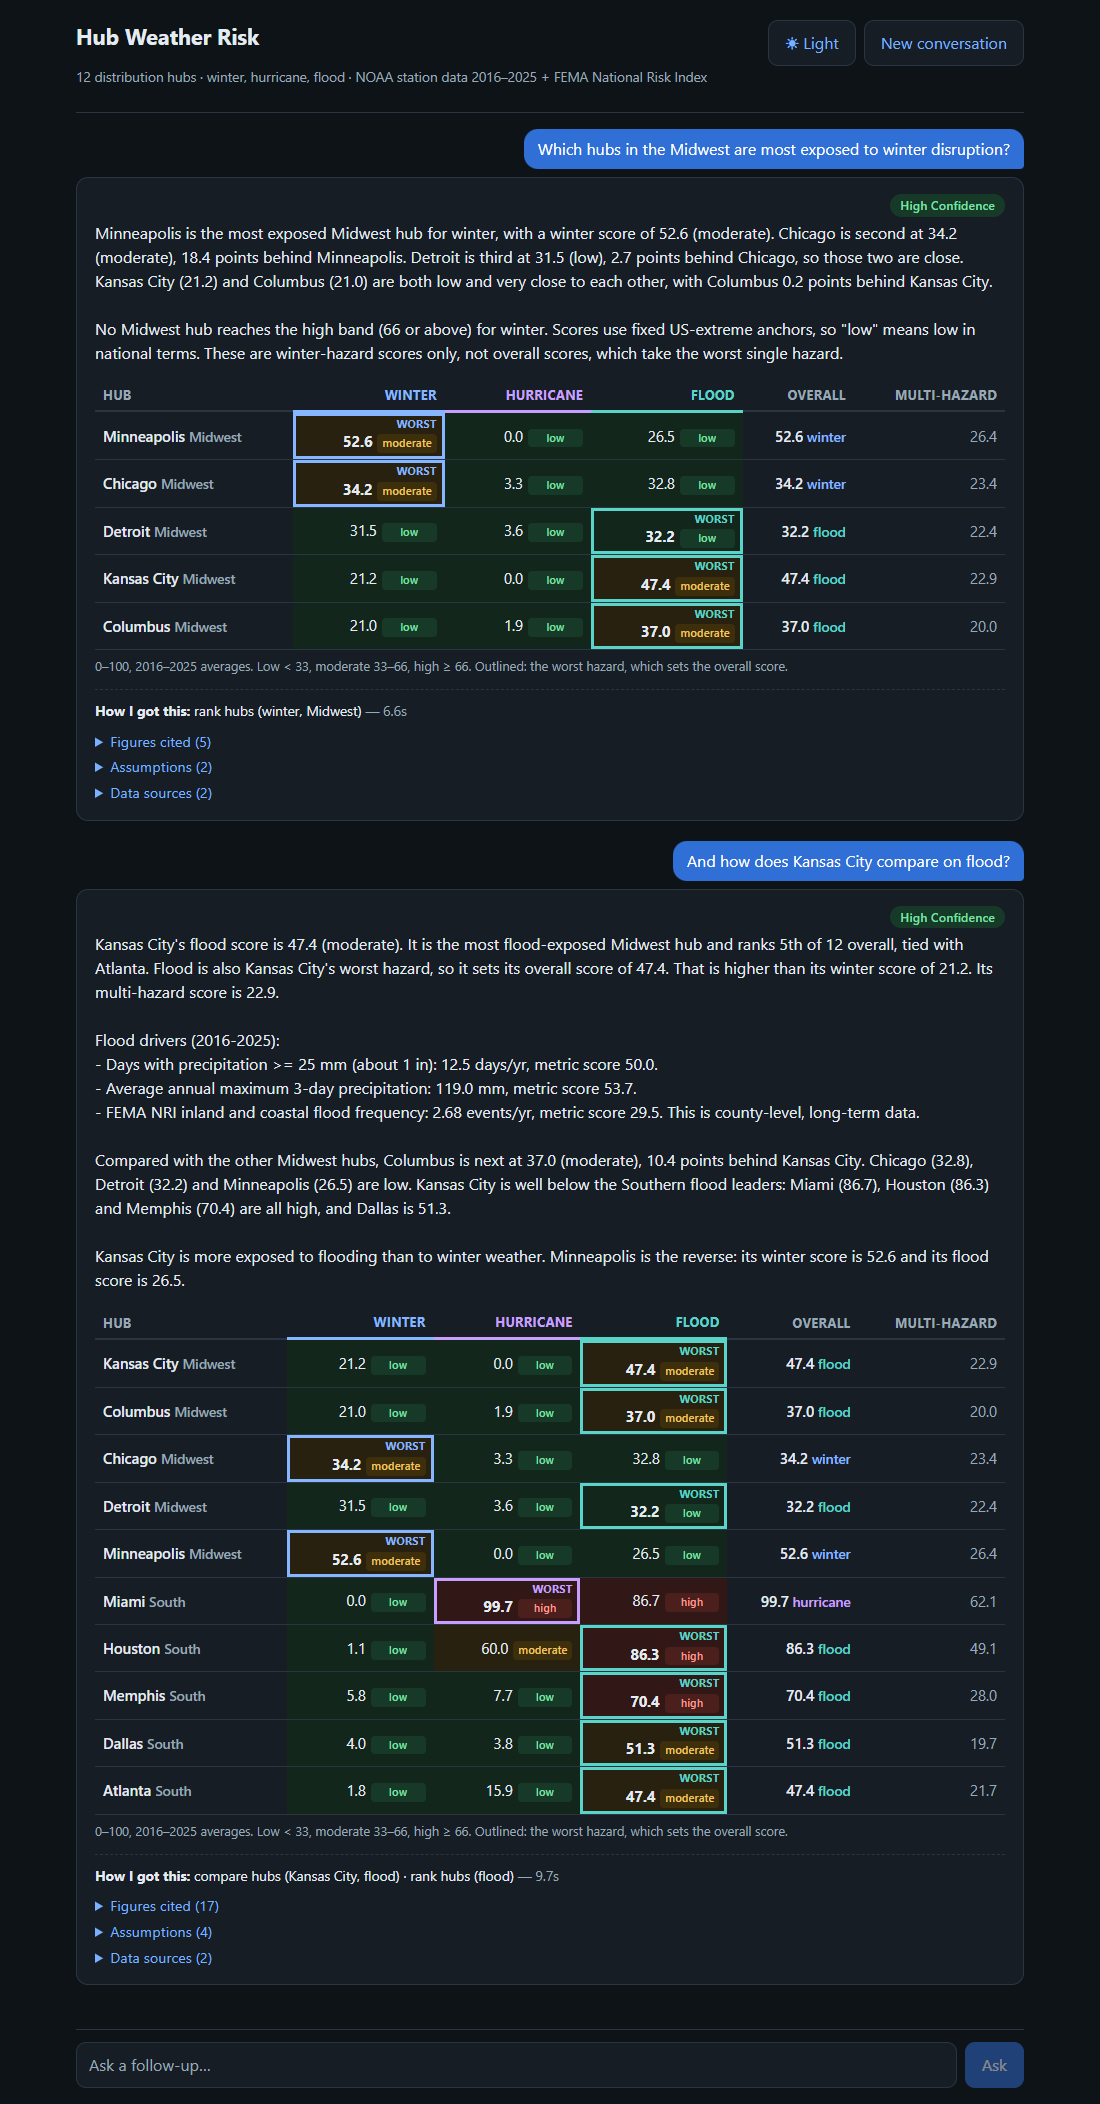 Hub Weather Risk
☀ Light
New conversation
12 distribution hubs · winter, hurricane, flood · NOAA station data 2016–2025 + FEMA National Risk Index
Which hubs in the Midwest are most exposed to winter disruption?
High Confidence
Minneapolis is the most exposed Midwest hub for winter, with a winter score of 52.6 (moderate). Chicago is second at 34.2
(moderate), 18.4 points behind Minneapolis. Detroit is third at 31.5 (low), 2.7 points behind Chicago, so those two are close.
Kansas City (21.2) and Columbus (21.0) are both low and very close to each other, with Columbus 0.2 points behind Kansas City.
No Midwest hub reaches the high band (66 or above) for winter. Scores use fixed US-extreme anchors, so "low" means low in
national terms. These are winter-hazard scores only, not overall scores, which take the worst single hazard.
HUB WINTER HURRICANE FLOOD OVERALL MULTI-HAZARD
WORST
Minneapolis Midwest 52.6 moderate 0.0 low 26.5 low 52.6 winter 26.4
WORST
Chicago Midwest 34.2 moderate 3.3 low 32.8 low 34.2 winter 23.4
WORST
Detroit Midwest 31.5 low 3.6 low 32.2 low 32.2 flood 22.4
WORST
Kansas City Midwest 21.2 low 0.0 low 47.4 moderate 47.4 flood 22.9
WORST
Columbus Midwest 21.0 low 1.9 low 37.0 moderate 37.0 flood 20.0
0–100, 2016–2025 averages. Low < 33, moderate 33–66, high ≥ 66. Outlined: the worst hazard, which sets the overall score.
How I got this: rank hubs (winter, Midwest) — 6.6s
▶ Figures cited (5)
▶ Assumptions (2)
▶ Data sources (2)
And how does Kansas City compare on flood?
High Confidence
Kansas City's flood score is 47.4 (moderate). It is the most flood-exposed Midwest hub and ranks 5th of 12 overall, tied with
Atlanta. Flood is also Kansas City's worst hazard, so it sets its overall score of 47.4. That is higher than its winter score of 21.2. Its
multi-hazard score is 22.9.
Flood drivers (2016-2025):
- Days with precipitation >= 25 mm (about 1 in): 12.5 days/yr, metric score 50.0.
- Average annual maximum 3-day precipitation: 119.0 mm, metric score 53.7.
- FEMA NRI inland and coastal flood frequency: 2.68 events/yr, metric score 29.5. This is county-level, long-term data.
Compared with the other Midwest hubs, Columbus is next at 37.0 (moderate), 10.4 points behind Kansas City. Chicago (32.8),
Detroit (32.2) and Minneapolis (26.5) are low. Kansas City is well below the Southern flood leaders: Miami (86.7), Houston (86.3)
and Memphis (70.4) are all high, and Dallas is 51.3.
Kansas City is more exposed to flooding than to winter weather. Minneapolis is the reverse: its winter score is 52.6 and its flood
score is 26.5.
HUB WINTER HURRICANE FLOOD OVERALL MULTI-HAZARD
WORST
Kansas City Midwest 21.2 low 0.0 low 47.4 moderate 47.4 flood 22.9
WORST
Columbus Midwest 21.0 low 1.9 low 37.0 moderate 37.0 flood 20.0
WORST
Chicago Midwest 34.2 moderate 3.3 low 32.8 low 34.2 winter 23.4
WORST
Detroit Midwest 31.5 low 3.6 low 32.2 low 32.2 flood 22.4
WORST
Minneapolis Midwest 52.6 moderate 0.0 low 26.5 low 52.6 winter 26.4
WORST
Miami South 0.0 low 99.7 high 86.7 high 99.7 hurricane 62.1
WORST
Houston South 1.1 low 60.0 moderate 86.3 high 86.3 flood 49.1
WORST
Memphis South 5.8 low 7.7 low 70.4 high 70.4 flood 28.0
WORST
Dallas South 4.0 low 3.8 low 51.3 moderate 51.3 flood 19.7
WORST
Atlanta South 1.8 low 15.9 low 47.4 moderate 47.4 flood 21.7
0–100, 2016–2025 averages. Low < 33, moderate 33–66, high ≥ 66. Outlined: the worst hazard, which sets the overall score.
How I got this: compare hubs (Kansas City, flood) · rank hubs (flood) — 9.7s
▶ Figures cited (17)
▶ Assumptions (4)
▶ Data sources (2)
Ask a follow-up...
Ask